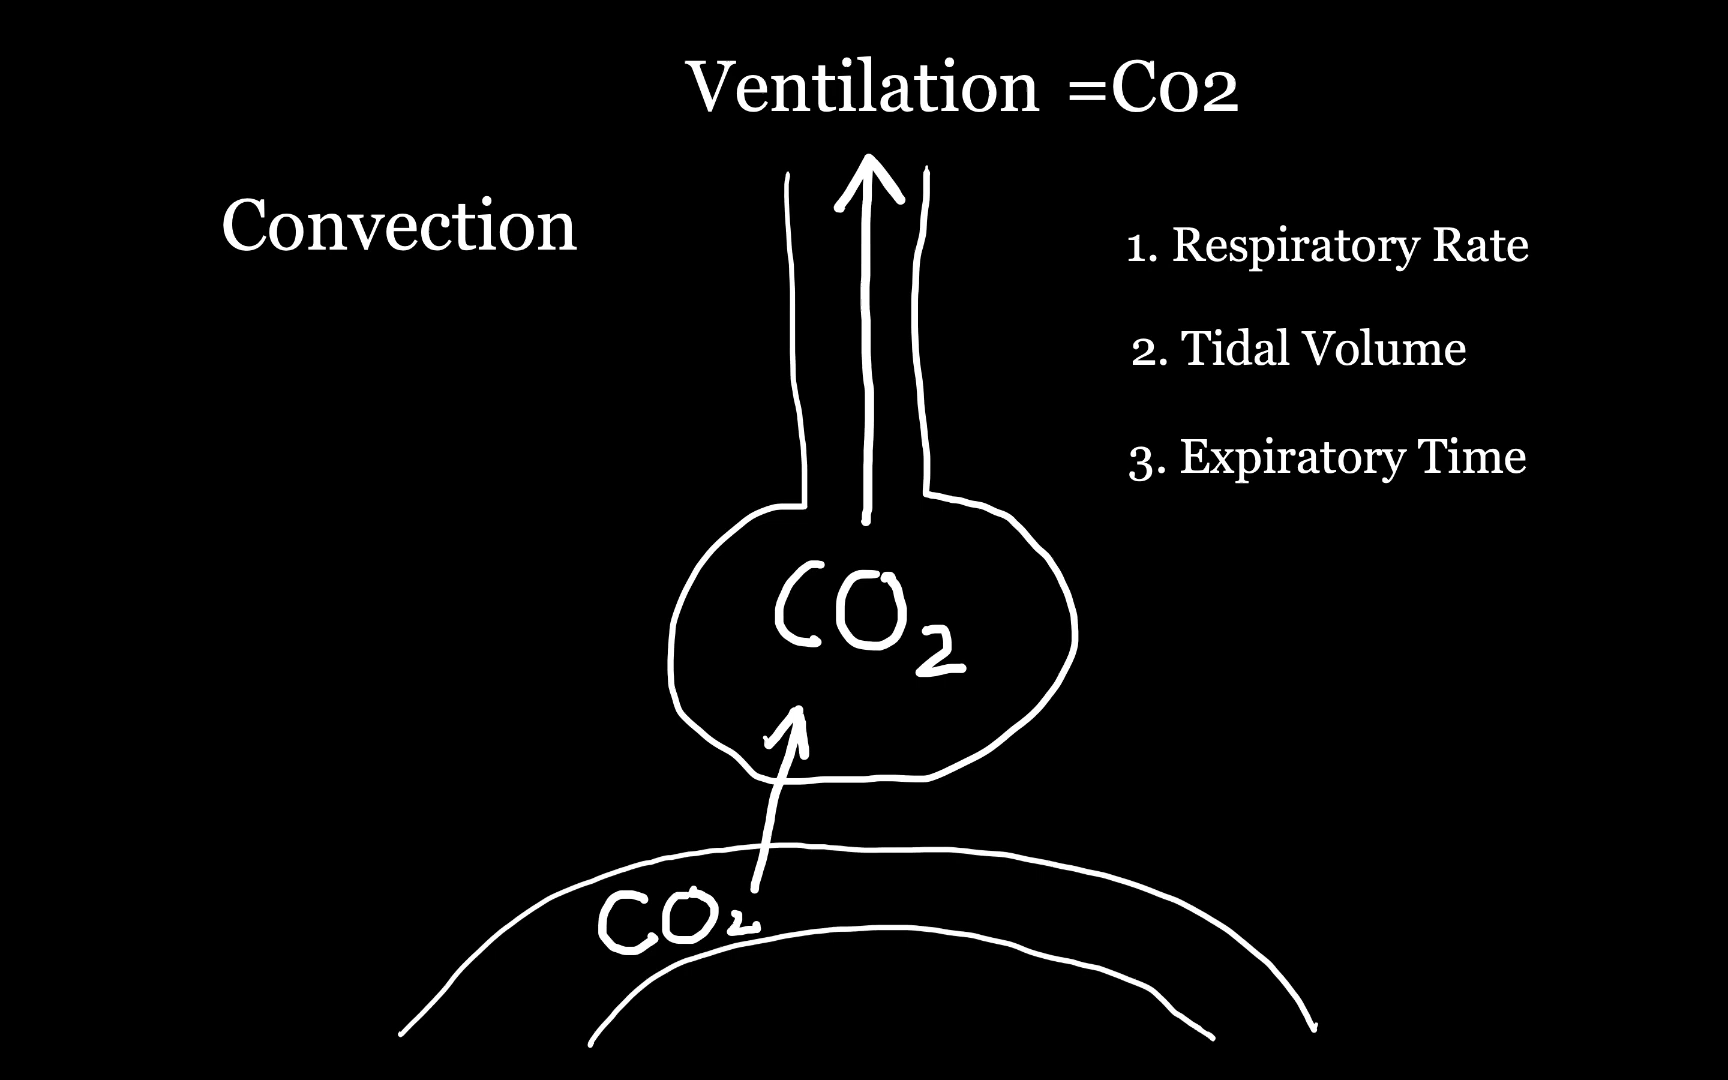 Ventilation =Co2
Convection
1. Respiratory Rate
2. Tidal Volume
3. Expiratory Time
CO₂
CO₂